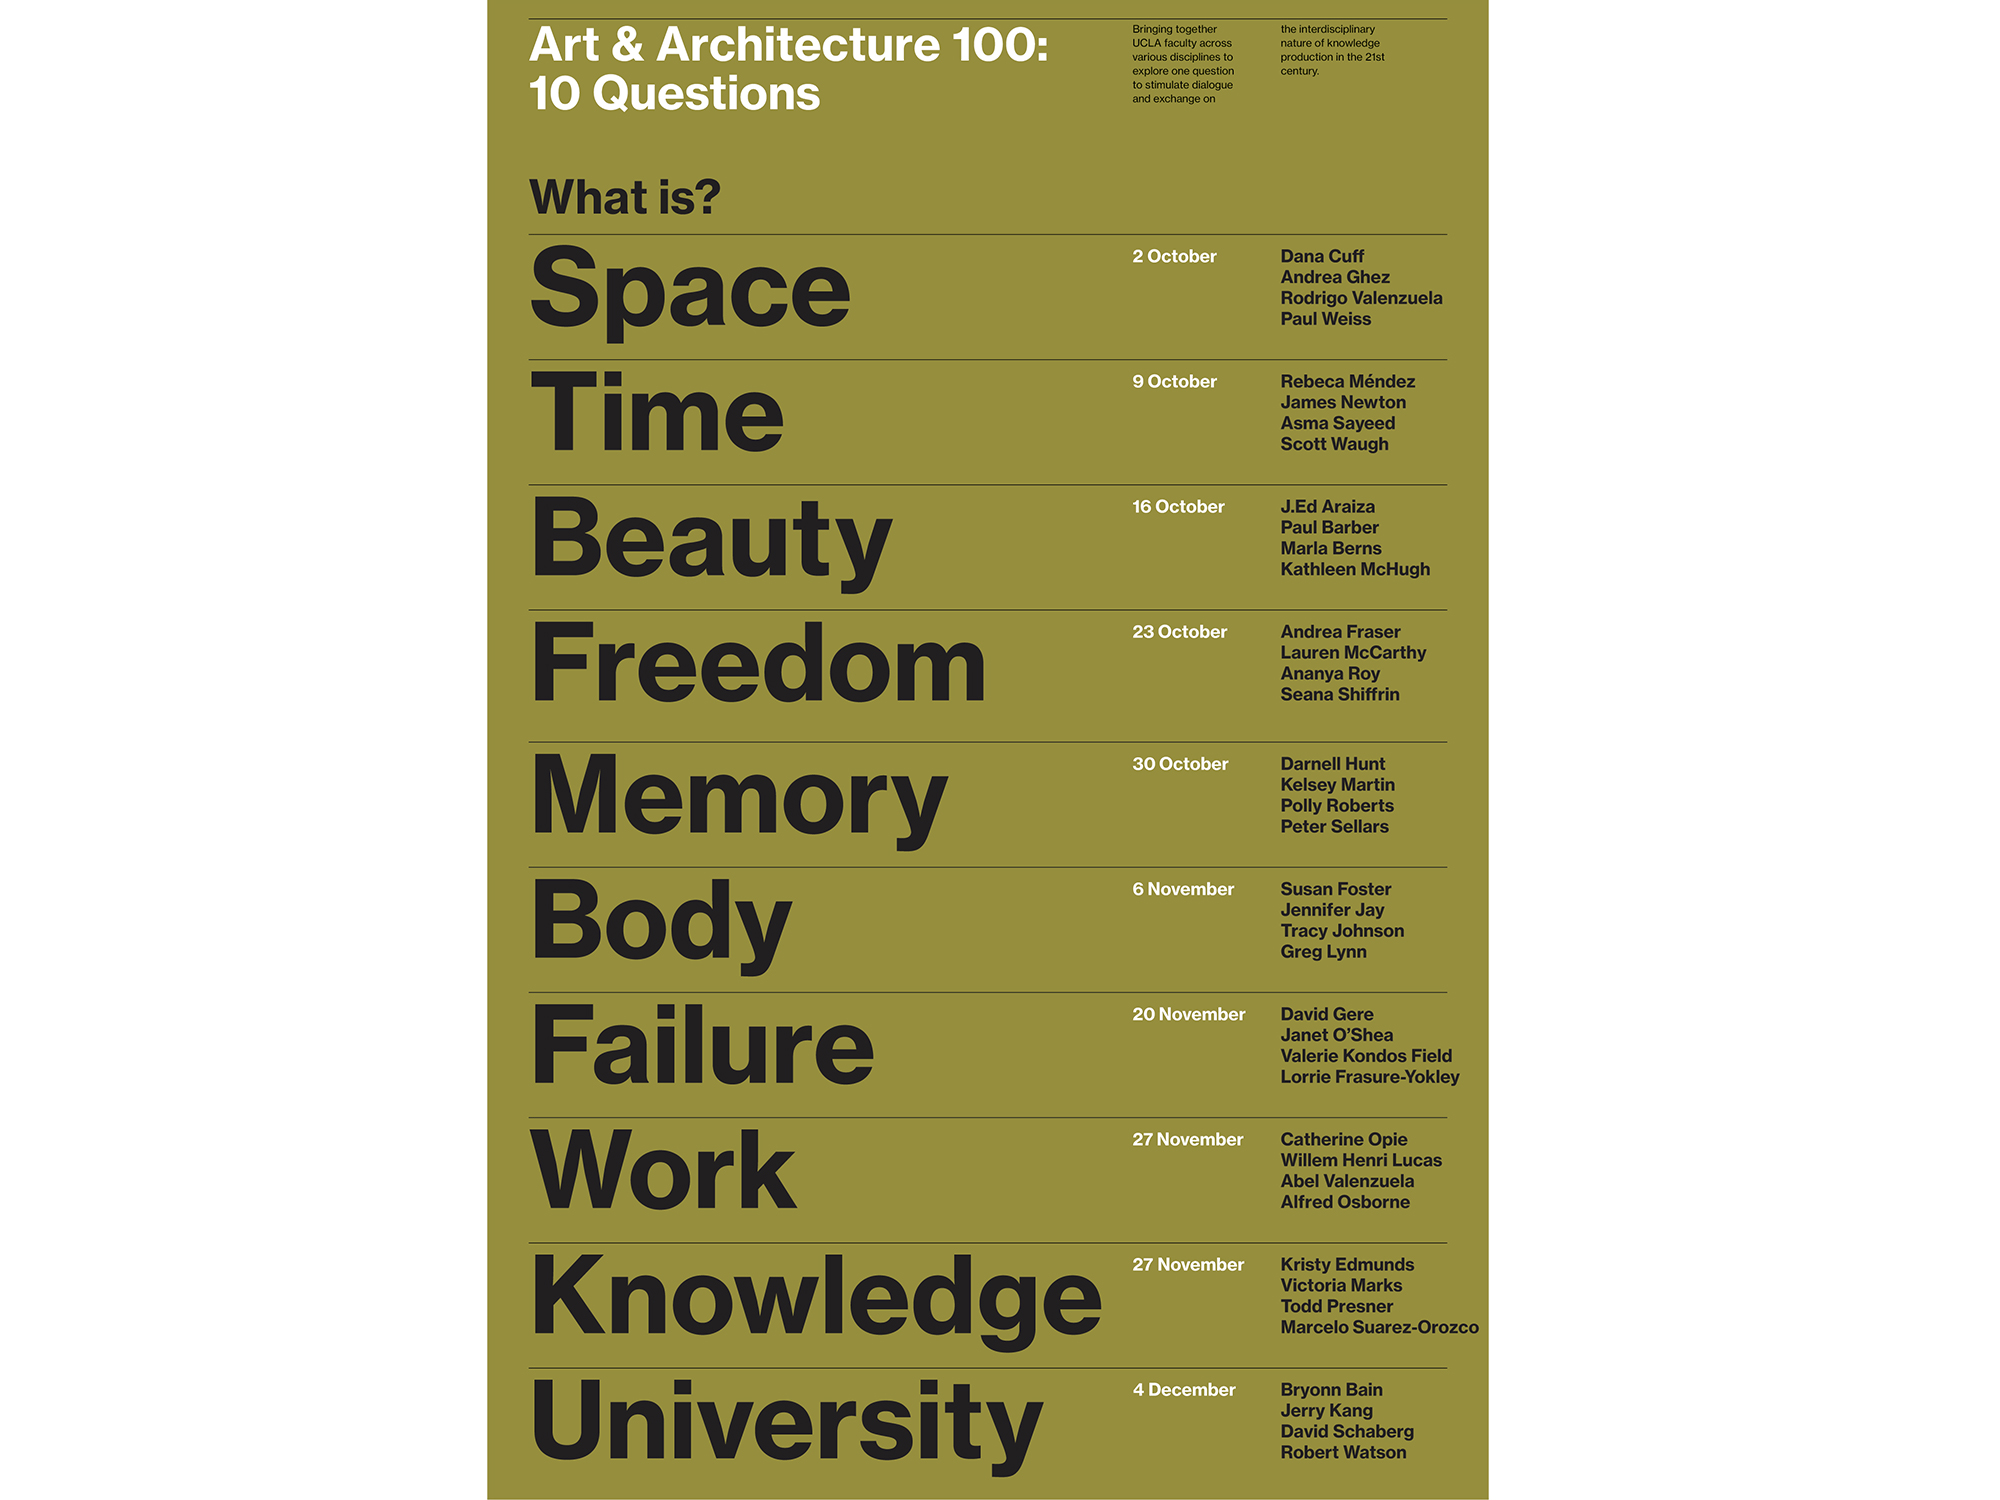 Art & Architecture 100:
10 Questions
Bringing together
UCLA faculty across
various disciplines to
explore one question
to stimulate dialogue
and exchange on
the interdisciplinary
nature of knowledge
production in the 21st
century.
What is?
Space
2 October
Dana Cuff
Andrea Ghez
Rodrigo Valenzuela
Paul Weiss
Time
9 October
Rebeca Méndez
James Newton
Asma Sayeed
Scott Waugh
Beauty
16 October
J.Ed Araiza
Paul Barber
Marla Berns
Kathleen McHugh
Freedom
23 October
Andrea Fraser
Lauren McCarthy
Ananya Roy
Seana Shiffrin
Memory
30 October
Darnell Hunt
Kelsey Martin
Polly Roberts
Peter Sellars
Body
6 November
Susan Foster
Jennifer Jay
Tracy Johnson
Greg Lynn
Failure
20 November
David Gere
Janet O’Shea
Valerie Kondos Field
Lorrie Frasure-Yokley
Work
27 November
Catherine Opie
Willem Henri Lucas
Abel Valenzuela
Alfred Osborne
Knowledge
27 November
Kristy Edmunds
Victoria Marks
Todd Presner
Marcelo Suarez-Orozco
University
4 December
Bryonn Bain
Jerry Kang
David Schaberg
Robert Watson